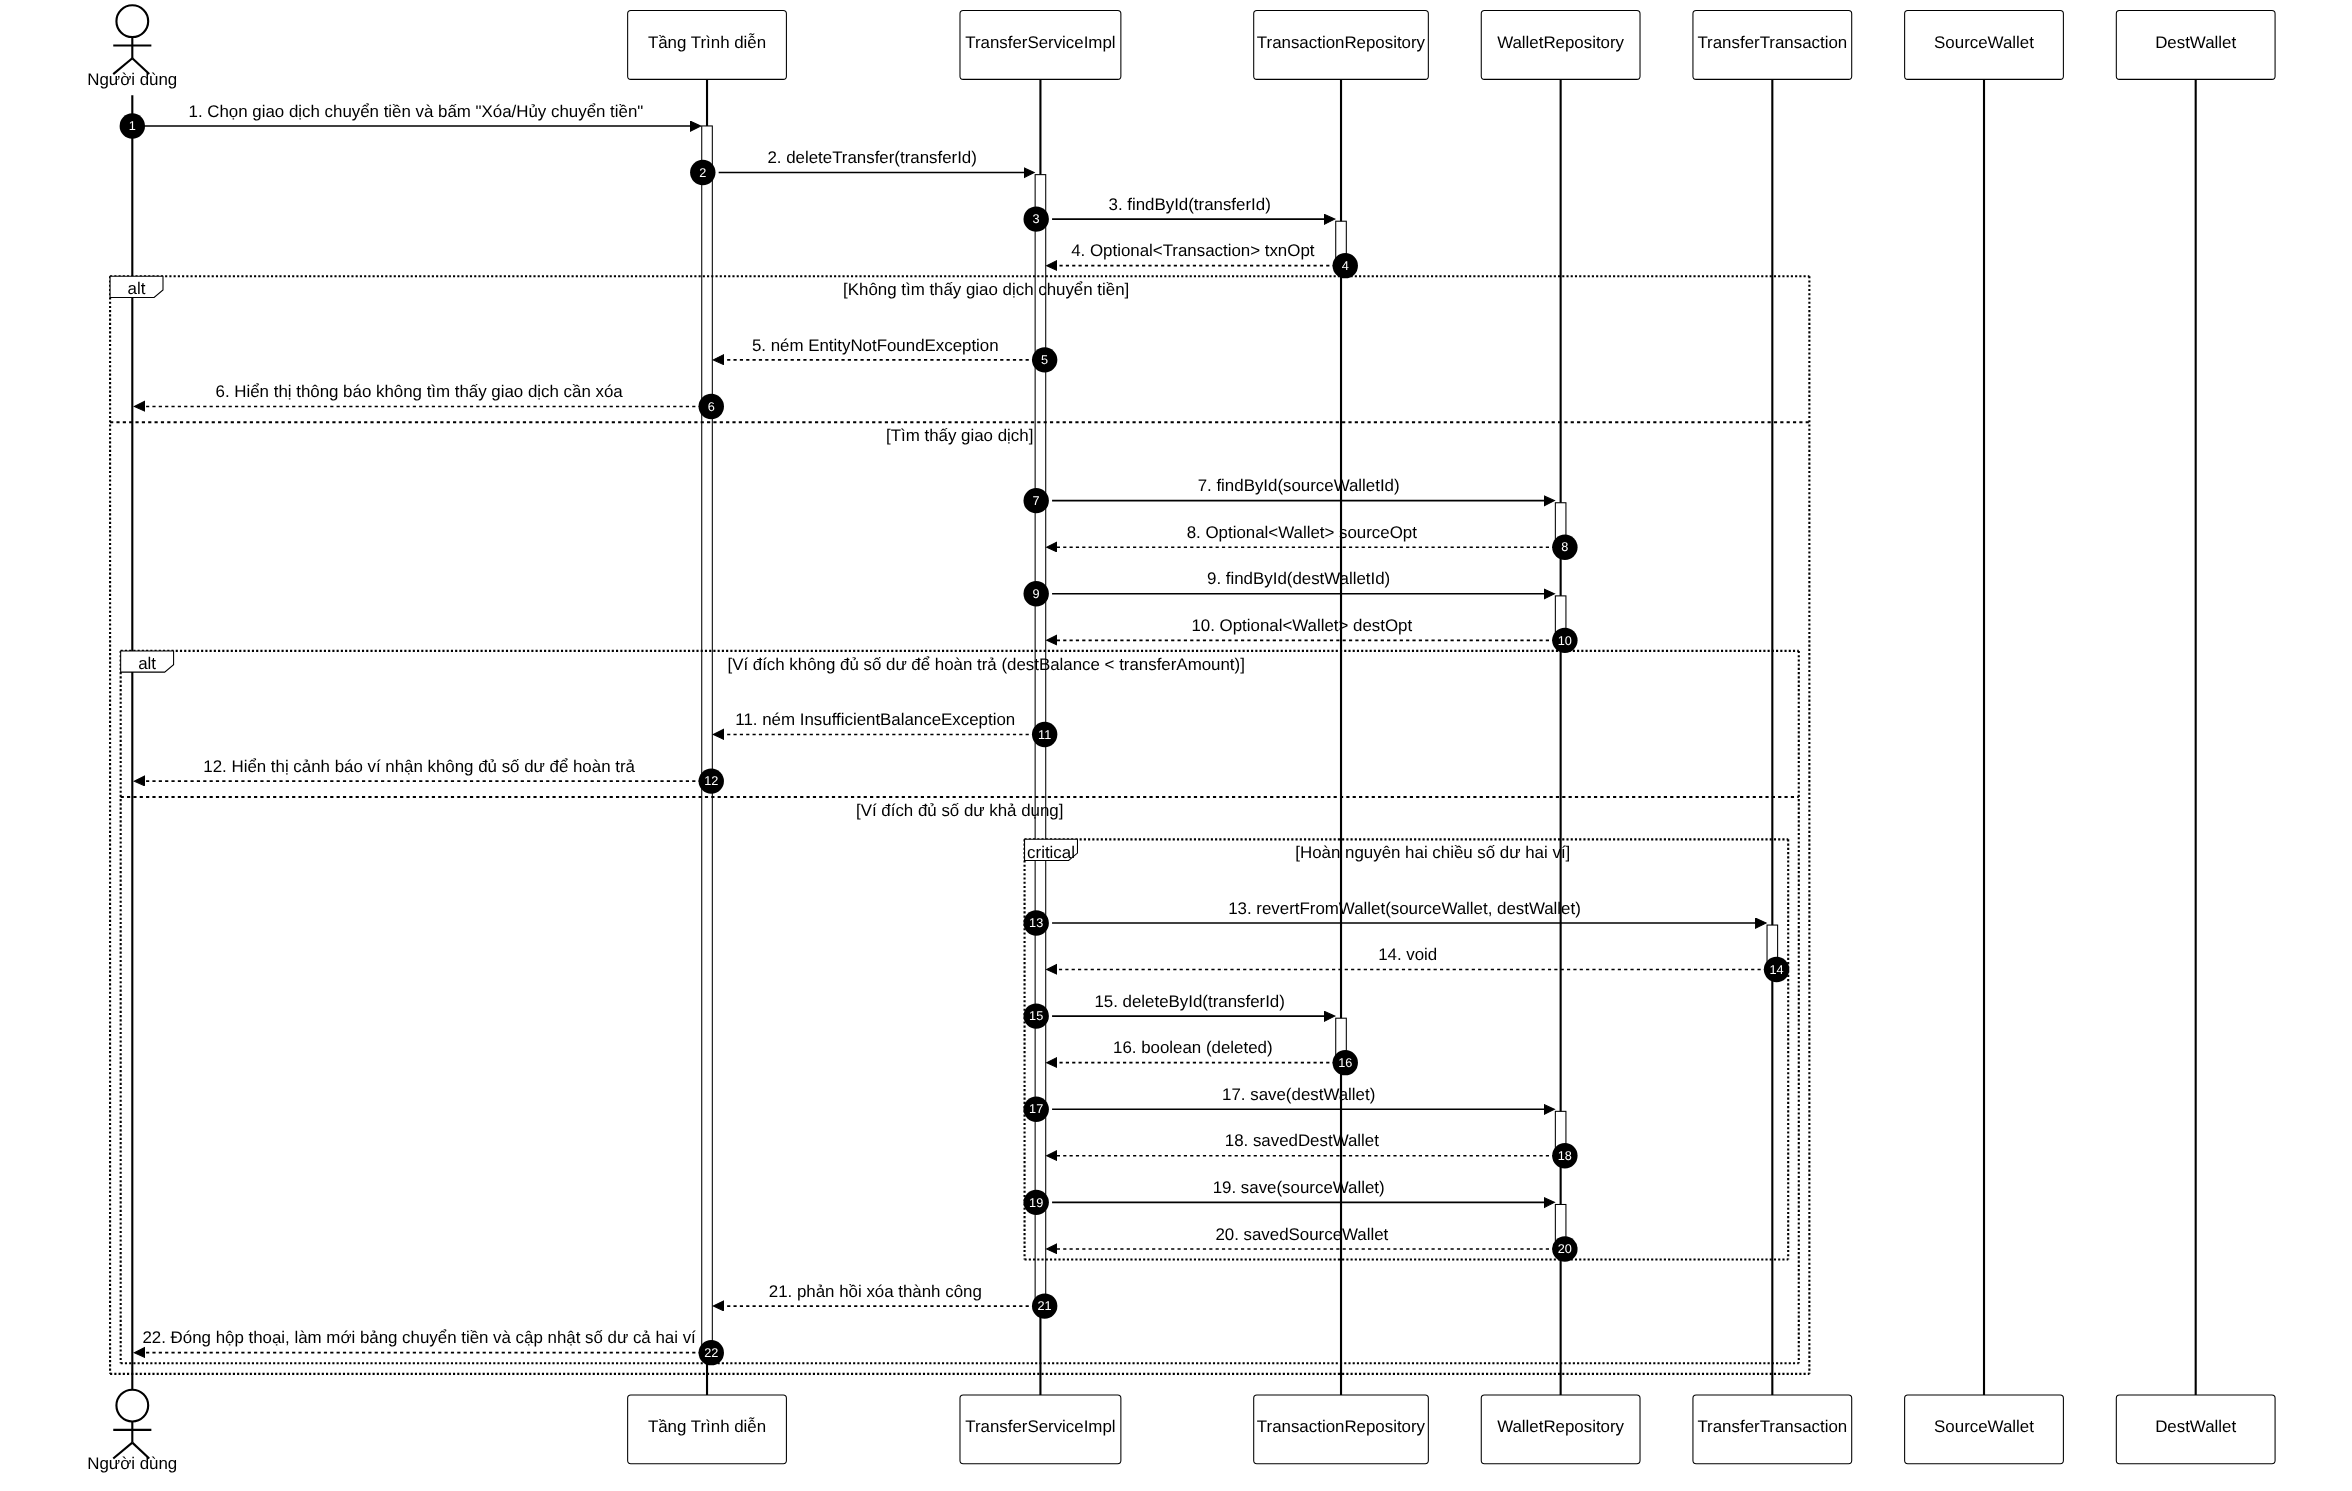 Người dùng
Tầng Trình diễn
TransferServiceImpl
TransactionRepository
WalletRepository
TransferTransaction
SourceWallet
DestWallet
1. Chọn giao dịch chuyển tiền và bấm "Xóa/Hủy chuyển tiền"
1
2. deleteTransfer(transferId)
2
3. findById(transferId)
3
4. Optional<Transaction> txnOpt
4
alt
[Không tìm thấy giao dịch chuyển tiền]
5. ném EntityNotFoundException
5
6. Hiển thị thông báo không tìm thấy giao dịch cần xóa
6
[Tìm thấy giao dịch]
7. findById(sourceWalletId)
7
8. Optional<Wallet> sourceOpt
8
9. findById(destWalletId)
9
10. Optional<Wallet> destOpt
10
alt
[Ví đích không đủ số dư để hoàn trả (destBalance < transferAmount)]
11. ném InsufficientBalanceException
11
12. Hiển thị cảnh báo ví nhận không đủ số dư để hoàn trả
12
[Ví đích đủ số dư khả dụng]
critical
[Hoàn nguyên hai chiều số dư hai ví]
13. revertFromWallet(sourceWallet, destWallet)
13
14. void
14
15. deleteById(transferId)
15
16. boolean (deleted)
16
17. save(destWallet)
17
18. savedDestWallet
18
19. save(sourceWallet)
19
20. savedSourceWallet
20
21. phản hồi xóa thành công
21
22. Đóng hộp thoại, làm mới bảng chuyển tiền và cập nhật số dư cả hai ví
22
Người dùng
Tầng Trình diễn
TransferServiceImpl
TransactionRepository
WalletRepository
TransferTransaction
SourceWallet
DestWallet